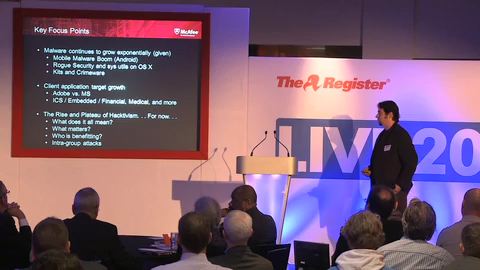 Key Focus Points
McAfee
• Malware continues to grow exponentially (given)
• Mobile Malware Boom (Android)
• Rogue Security and sys utile on OS X
• Kits and Crimeware
• Client application target growth
• Adobe vs. MS
• ICS / Embedded / Financial, Medical, and more
• The Rise and Plateau of Hacktivism. . . For now. . .
• What does it all mean?
• What matters?
• Who is benefitting?
• Intra-group attacks
The Register®
LIVE 20